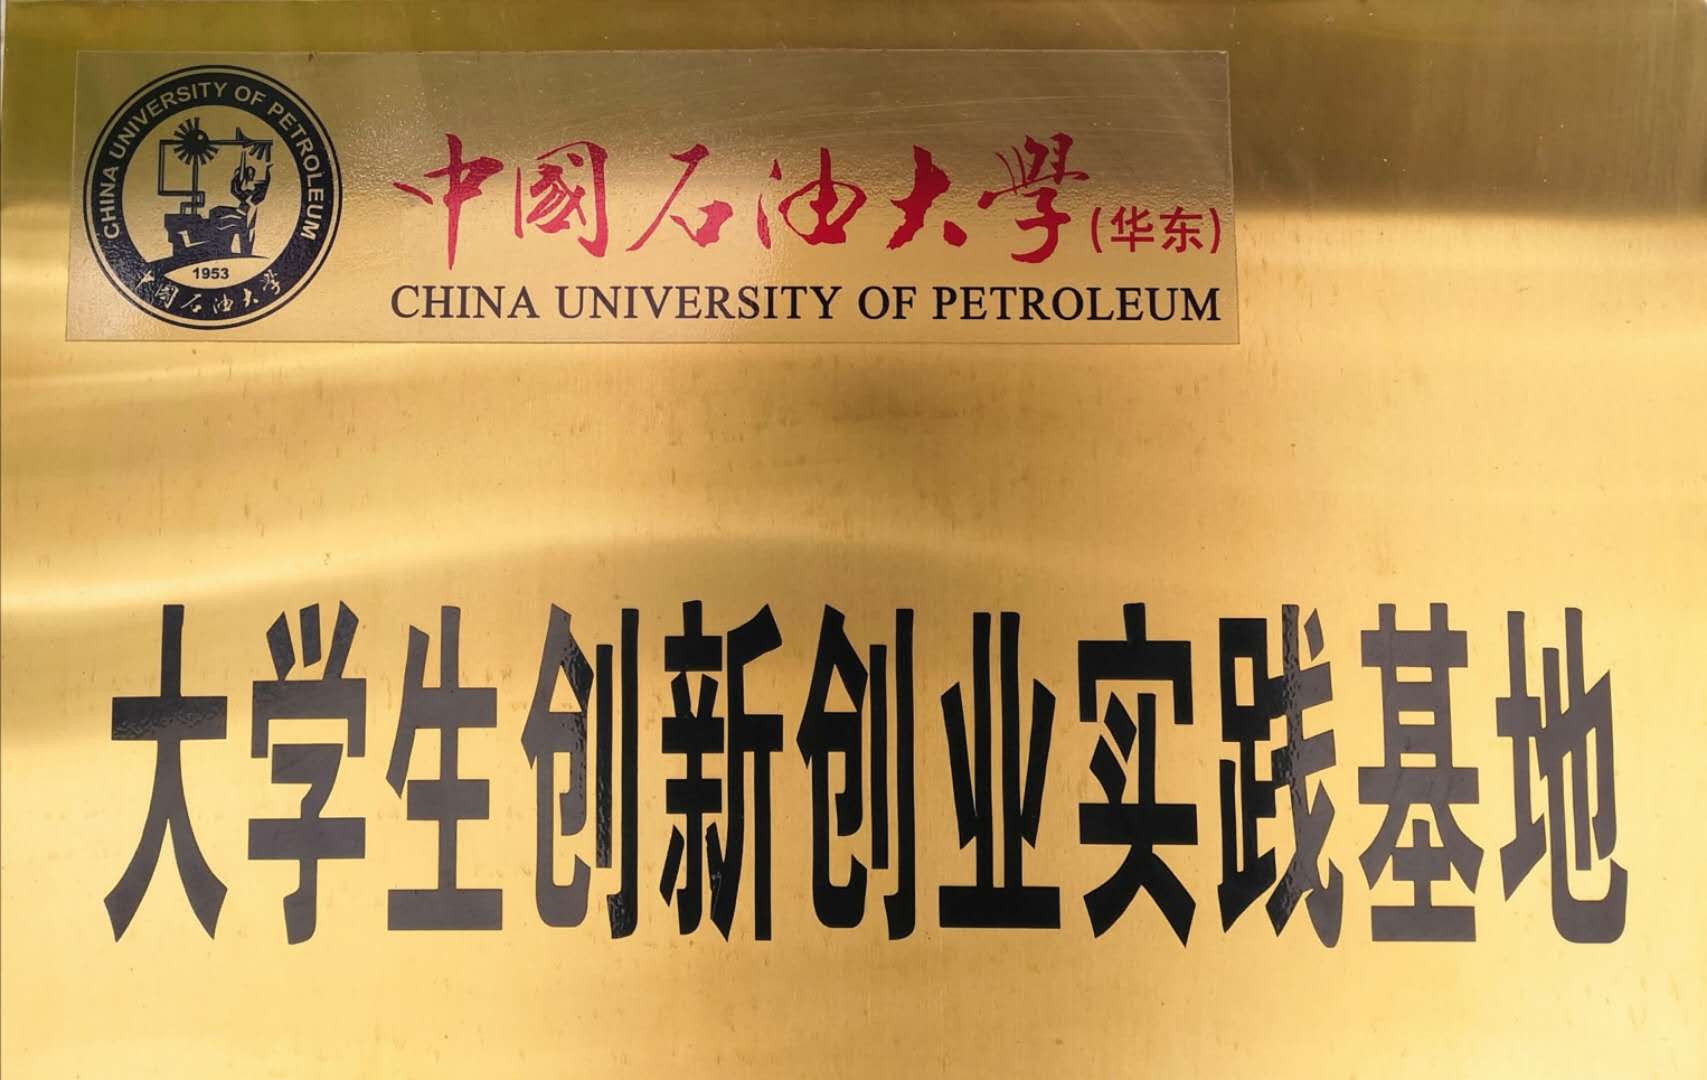 CHINA UNIVERSITY OF PETROLEUM
1953
中国石油大学
中國石油大學(华东)
CHINA UNIVERSITY OF PETROLEUM
大学生创新创业实践基地